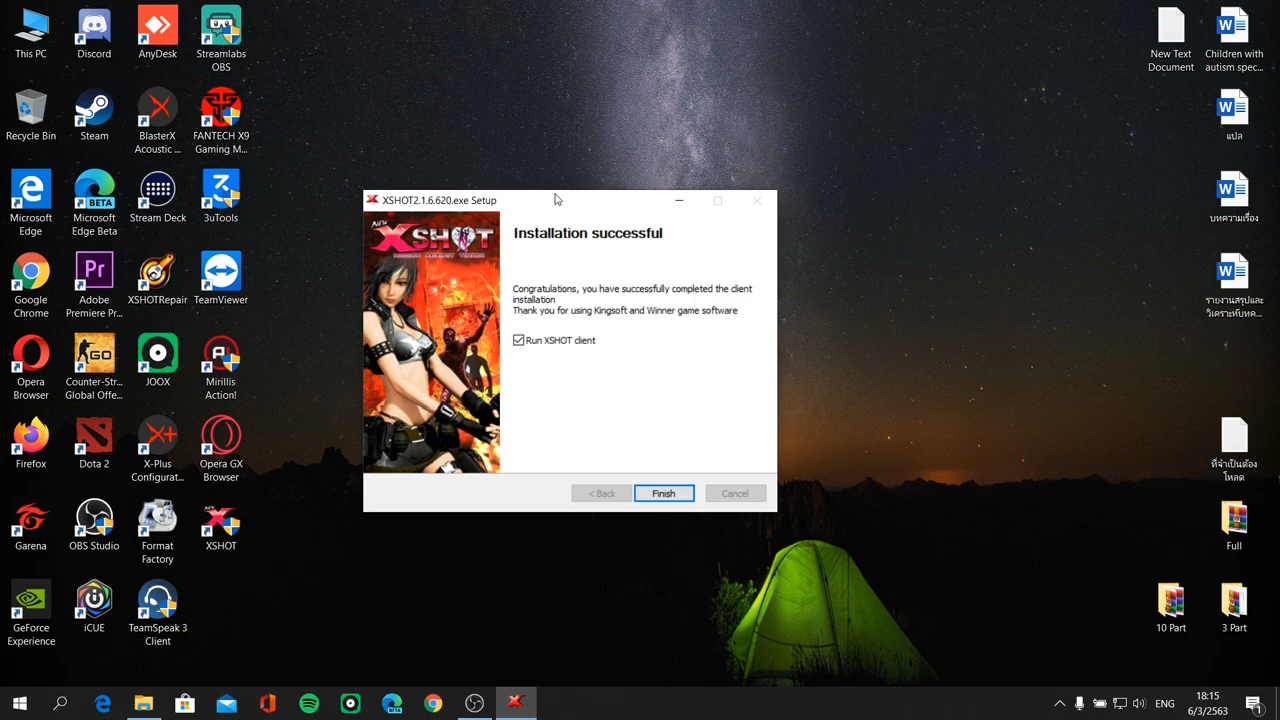 This PC
Discord
AnyDesk
Streamlabs
OBS
Recycle Bin
Steam
BlasterX
Acoustic ...
FANTECH X9
Gaming M...
Microsoft
Edge
Microsoft
Edge Beta
Stream Deck
3uTools
Google
Chrome
Adobe
Premiere Pr...
XSHOTRepair
TeamViewer
Opera
Browser
Counter-Str...
Global Offe...
JOOX
Mirillis
Action!
Firefox
Dota 2
X-Plus
Configurat...
Opera GX
Browser
Garena
OBS Studio
Format
Factory
XSHOT
GeForce
Experience
iCUE
TeamSpeak 3
Client
XSHOT2.1.6.620.exe Setup
NEW
XSHOT
MISSION AGAINST TERROR
Installation successful
Congratulations, you have successfully completed the client
installation
Thank you for using Kingsoft and Winner game software
Run XSHOT client
< Back
Finish
Cancel
New Text
Document
Children with
autism spec...
แปล
บทความเรื่อง
รายงานสรุปและ
วิเคราะห์บทค...
ที่จำเป็นต้อง
โหลด
Full
10 Part
3 Part
BETA
BETA
ENG
18:15
6/3/2563
1